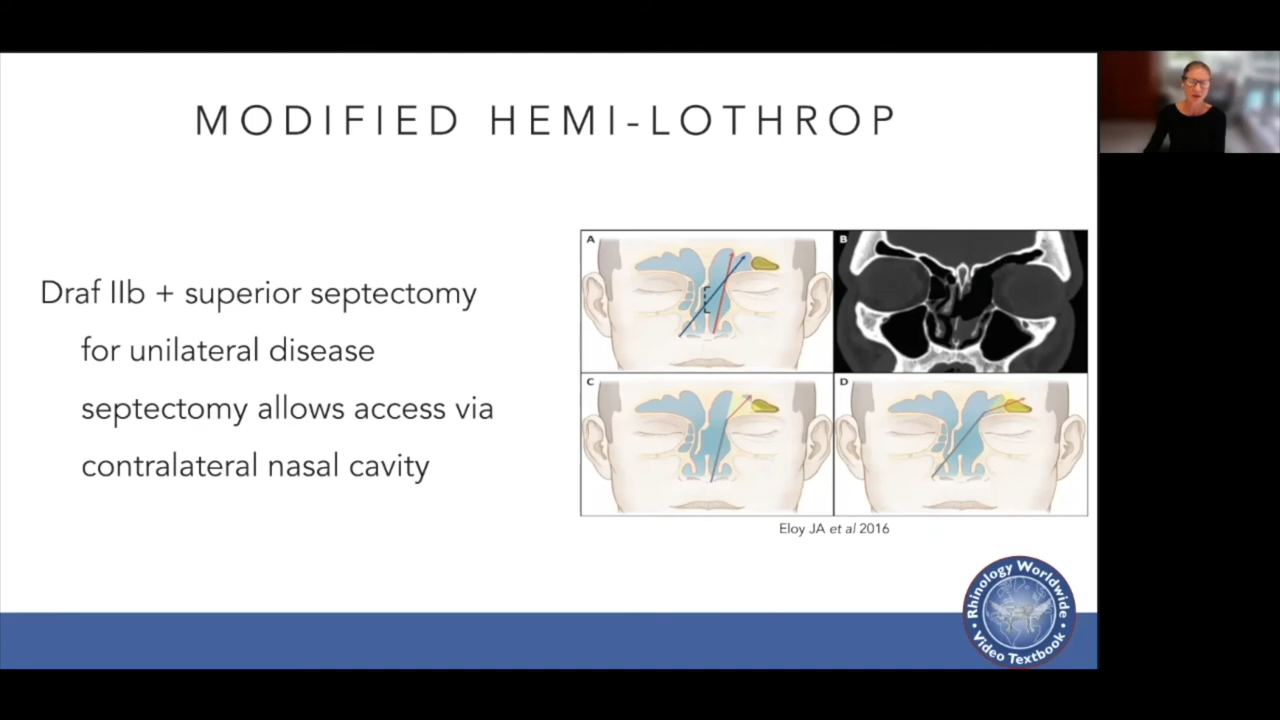 MODIFIED HEMI-LOTHROP
Draf IIb + superior septectomy
for unilateral disease
septectomy allows access via
contralateral nasal cavity
A
B
C
D
Eloy JA et al 2016
Rhinology Worldwide
• Video Textbook •